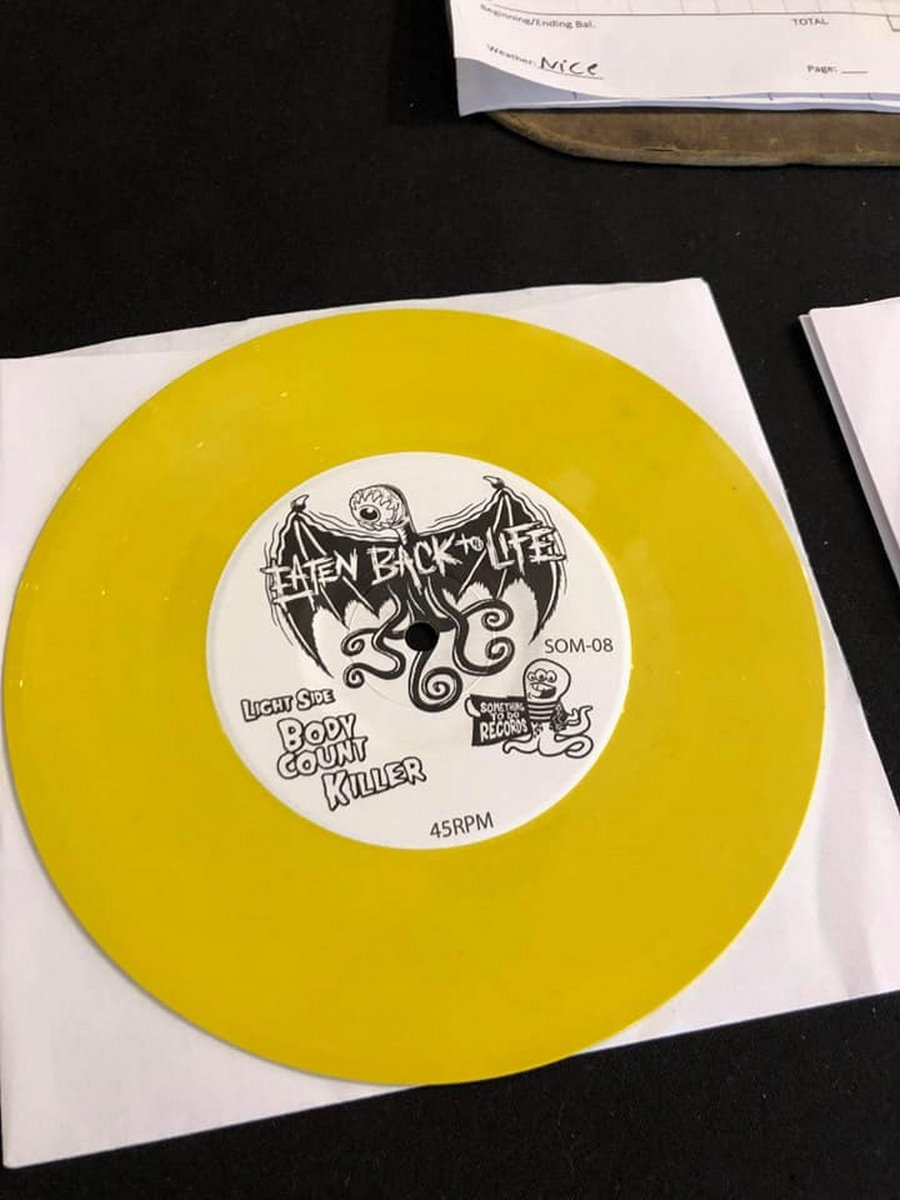 Beginning/Ending Bal. TOTAL
Weather: Nice Page:
EATEN BACK TO LIFE
SOM-08
LIGHT SIDE
BODY
COUNT
KILLER
SOMETHING
TO DO
RECORDS
45RPM